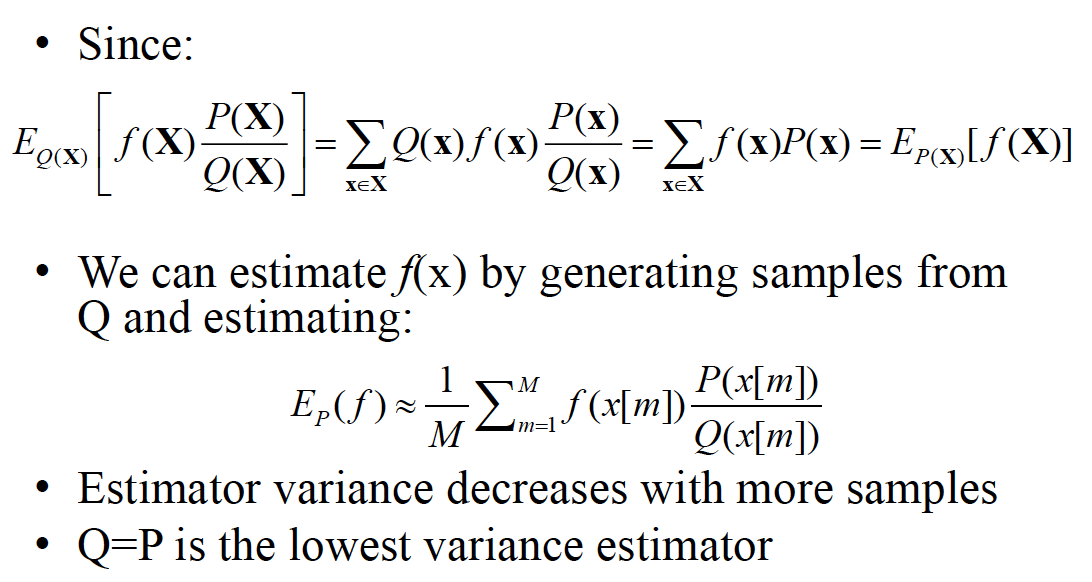 • Since:
E_{Q(X)} [ f(X) P(X)/Q(X) ] = ∑_{x∈X} Q(x) f(x) P(x)/Q(x) = ∑_{x∈X} f(x)P(x) = E_{P(X)}[f(X)]
• We can estimate f(x) by generating samples from
Q and estimating:
E_P(f) ≈ 1/M ∑_{m=1}^{M} f(x[m]) P(x[m])/Q(x[m])
• Estimator variance decreases with more samples
• Q=P is the lowest variance estimator